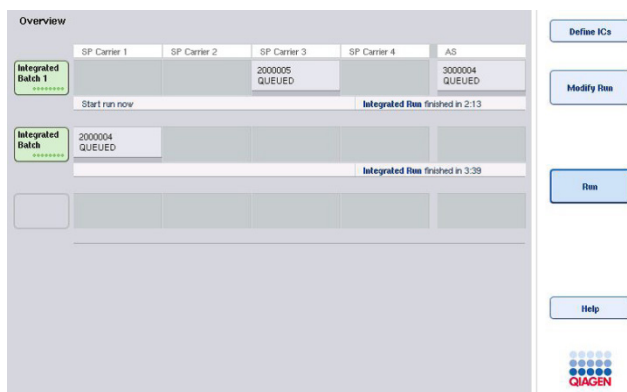 Overview
Define ICs
SP Carrier 1
SP Carrier 2
SP Carrier 3
SP Carrier 4
AS
Integrated
Batch 1
2000005
QUEUED
3000004
QUEUED
Modify Run
Start run now
Integrated Run finished in 2:13
Integrated
Batch
2000004
QUEUED
Integrated Run finished in 3:39
Run
Help
QIAGEN